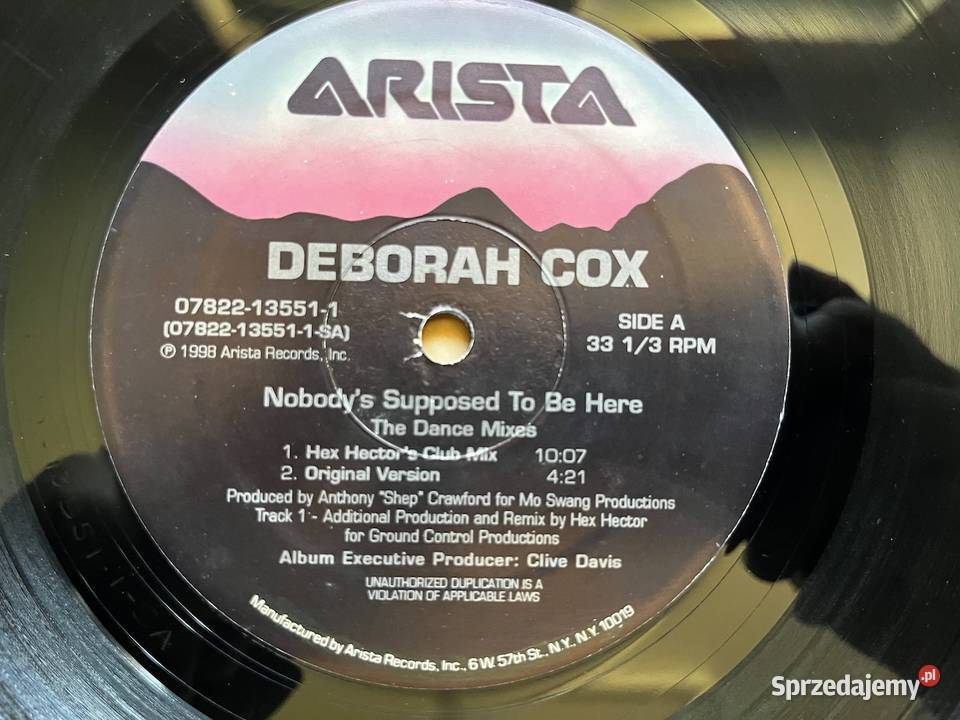 ARISTA
DEBORAH COX
07822-13551-1
(07822-13551-1-SA)
℗ 1998 Arista Records, Inc.
SIDE A
33 1/3 RPM
Nobody's Supposed To Be Here
The Dance Mixes
1. Hex Hector's Club Mix 10:07
2. Original Version 4:21
Produced by Anthony "Shep" Crawford for Mo Swang Productions
Track 1 - Additional Production and Remix by Hex Hector
for Ground Control Productions
Album Executive Producer: Clive Davis
UNAUTHORIZED DUPLICATION IS A
VIOLATION OF APPLICABLE LAWS
Manufactured by Arista Records, Inc., 6 W. 57th St., N.Y., N.Y. 10019
Sprzedajemy.pl